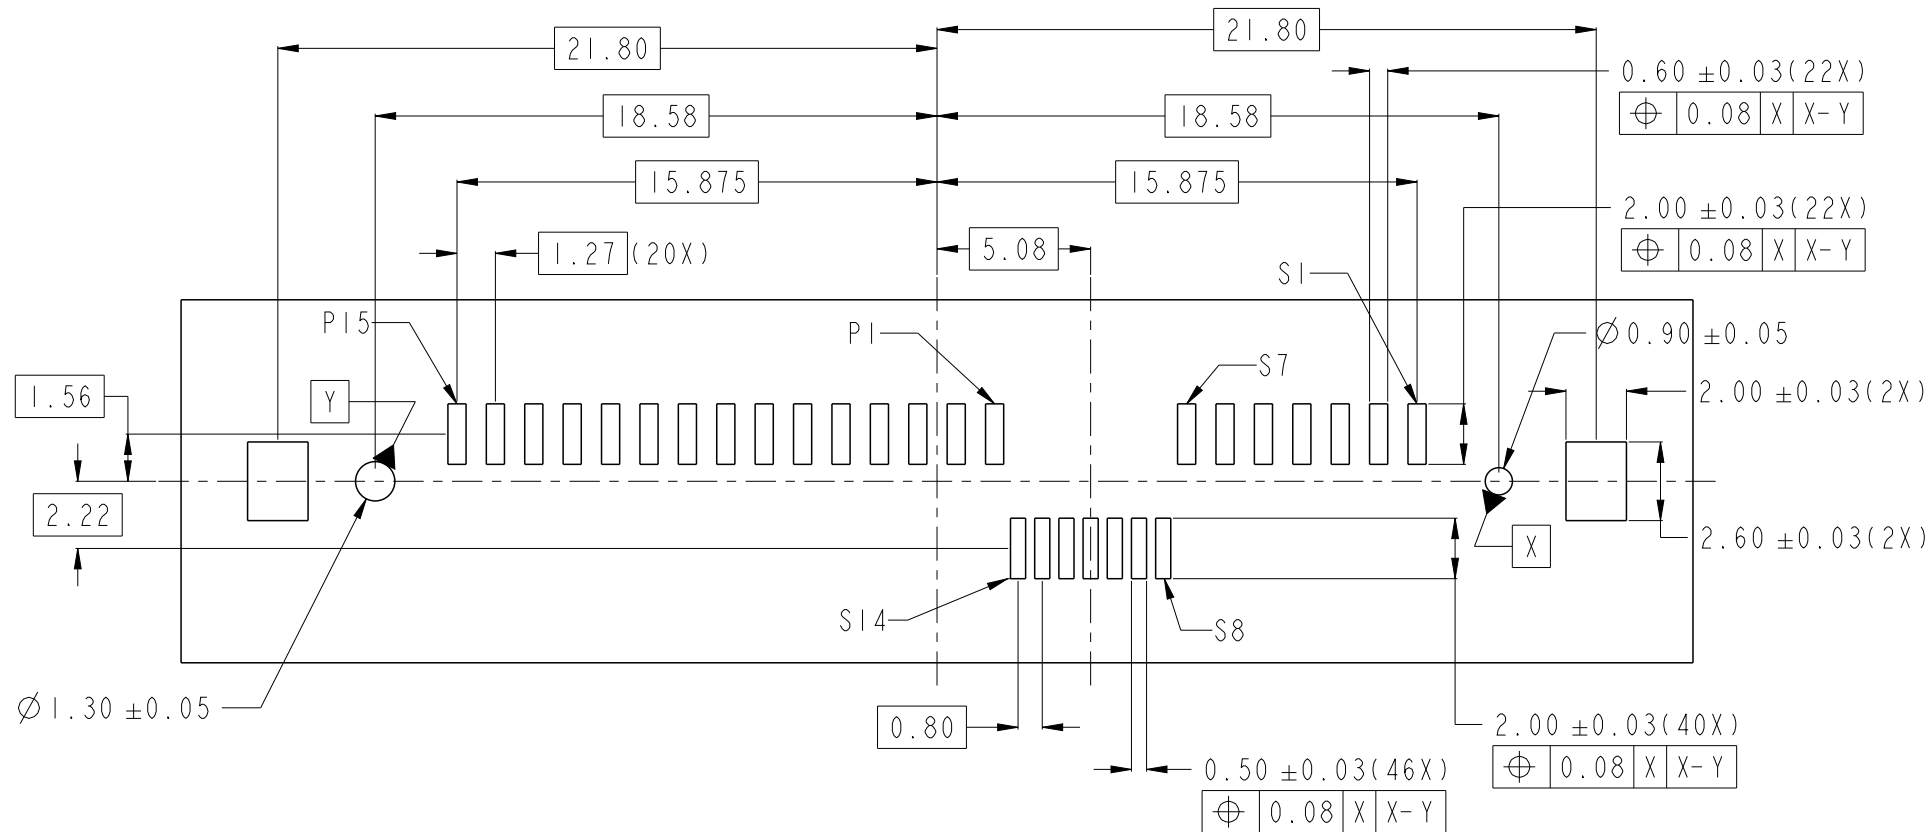 21.80
21.80
0.60 ±0.03(22X)
⌖ 0.08 X X-Y
18.58
18.58
15.875
15.875
2.00 ±0.03(22X)
⌖ 0.08 X X-Y
1.27 (20X)
5.08
S1
P15
P1
S7
Ø0.90 ±0.05
1.56
Y
2.00 ±0.03(2X)
2.22
X
2.60 ±0.03(2X)
S14
S8
Ø1.30 ±0.05
0.80
2.00 ±0.03(40X)
⌖ 0.08 X X-Y
0.50 ±0.03(46X)
⌖ 0.08 X X-Y